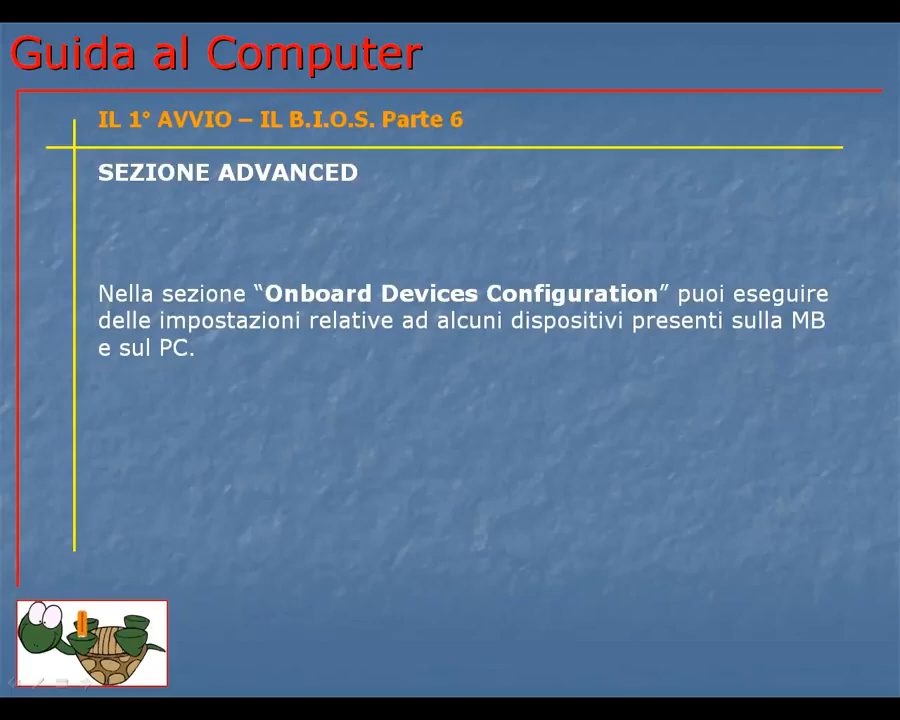 Guida al Computer
IL 1° AVVIO – IL B.I.O.S. Parte 6
SEZIONE ADVANCED
Nella sezione “Onboard Devices Configuration” puoi eseguire
delle impostazioni relative ad alcuni dispositivi presenti sulla MB
e sul PC.